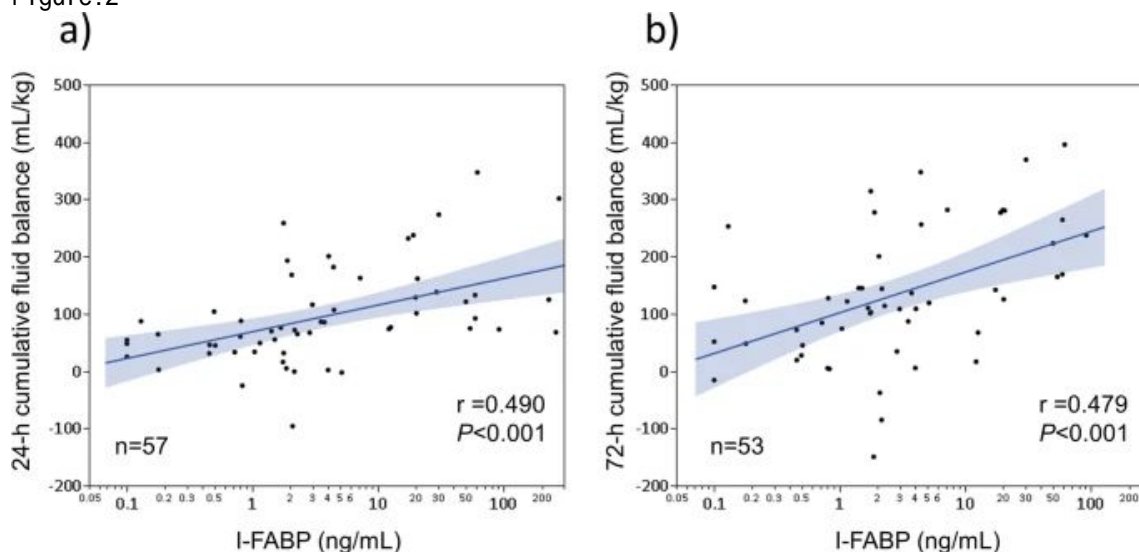 Figure.2
a)
24-h cumulative fluid balance (mL/kg)
500
400
300
200
100
0
-100
-200
r =0.490
P<0.001
n=57
0.05 0.1 0.2 0.3 0.5 1 2 3 4 5 6 10 20 30 50 100 200
I-FABP (ng/mL)
b)
72-h cumulative fluid balance (mL/kg)
500
400
300
200
100
0
-100
-200
r =0.479
P<0.001
n=53
0.05 0.1 0.2 0.3 0.5 1 2 3 4 5 6 10 20 30 50 100 200
I-FABP (ng/mL)